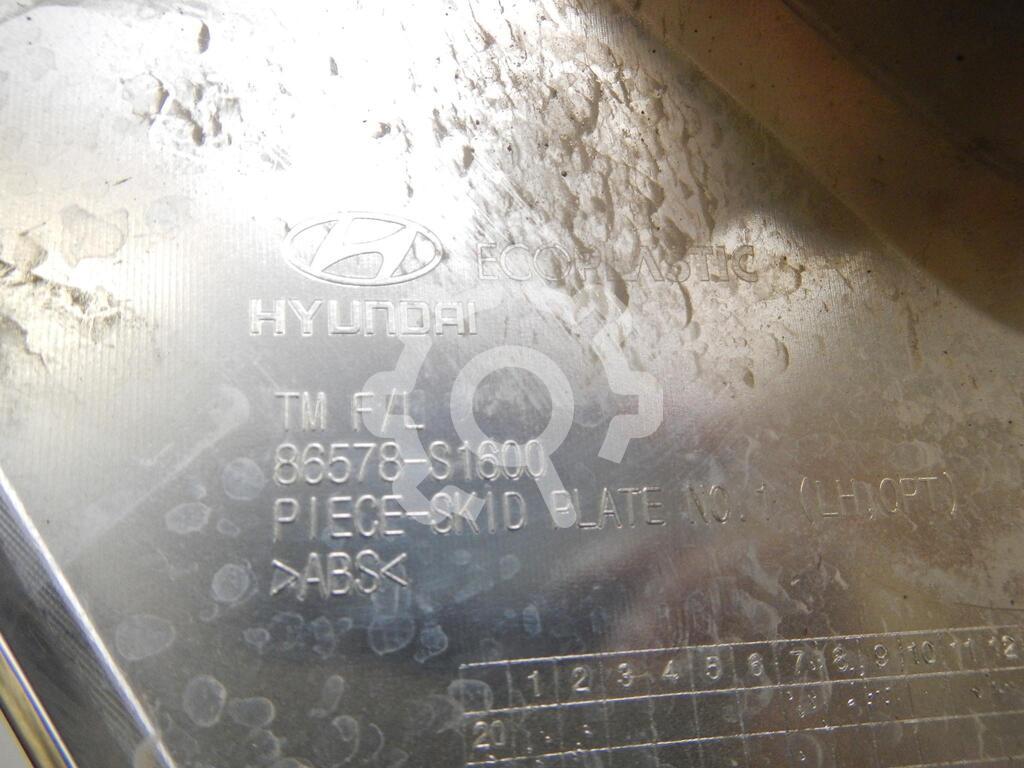 ECOPLASTIC
HYUNDAI
TM F/L
86578-S1600
PIECE-SKID PLATE NO.1 (LH,OPT)
>ABS<
1 2 3 4 5 6 7 8 9 10 11 12
20